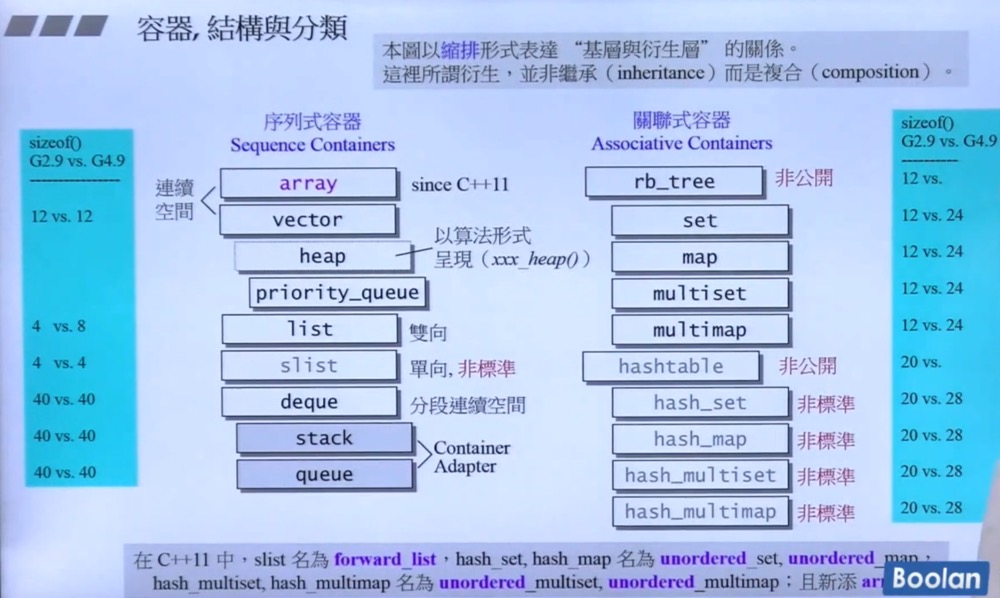 容器, 結構與分類
本圖以縮排形式表達 “基層與衍生層” 的關係。
這裡所謂衍生，並非繼承（inheritance）而是複合（composition）。
sizeof()
G2.9 vs. G4.9
12 vs. 12
4 vs. 8
4 vs. 4
40 vs. 40
40 vs. 40
40 vs. 40
序列式容器
Sequence Containers
連續
空間
array since C++11
vector
heap
以算法形式
呈現（xxx_heap()）
priority_queue
list 雙向
slist 單向, 非標準
deque 分段連續空間
stack
queue
Container
Adapter
關聯式容器
Associative Containers
rb_tree 非公開
set
map
multiset
multimap
hashtable 非公開
hash_set 非標準
hash_map 非標準
hash_multiset 非標準
hash_multimap 非標準
sizeof()
G2.9 vs. G4.9
12 vs.
12 vs. 24
12 vs. 24
12 vs. 24
12 vs. 24
20 vs.
20 vs. 28
20 vs. 28
20 vs. 28
20 vs. 28
在 C++11 中，slist 名為 forward_list，hash_set, hash_map 名為 unordered_set, unordered_map，
hash_multiset, hash_multimap 名為 unordered_multiset, unordered_multimap；且新添
Boolan